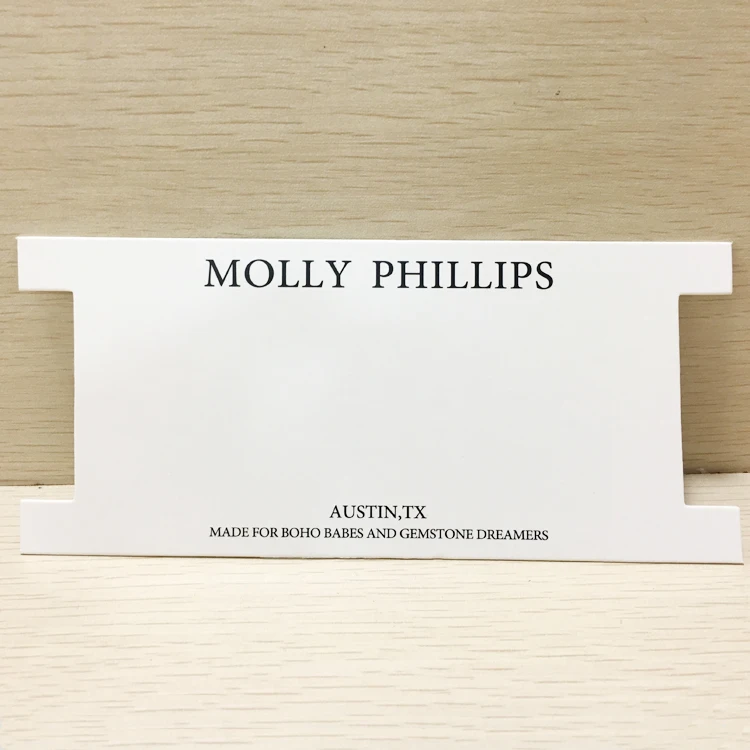 MOLLY PHILLIPS
AUSTIN,TX
MADE FOR BOHO BABES AND GEMSTONE DREAMERS